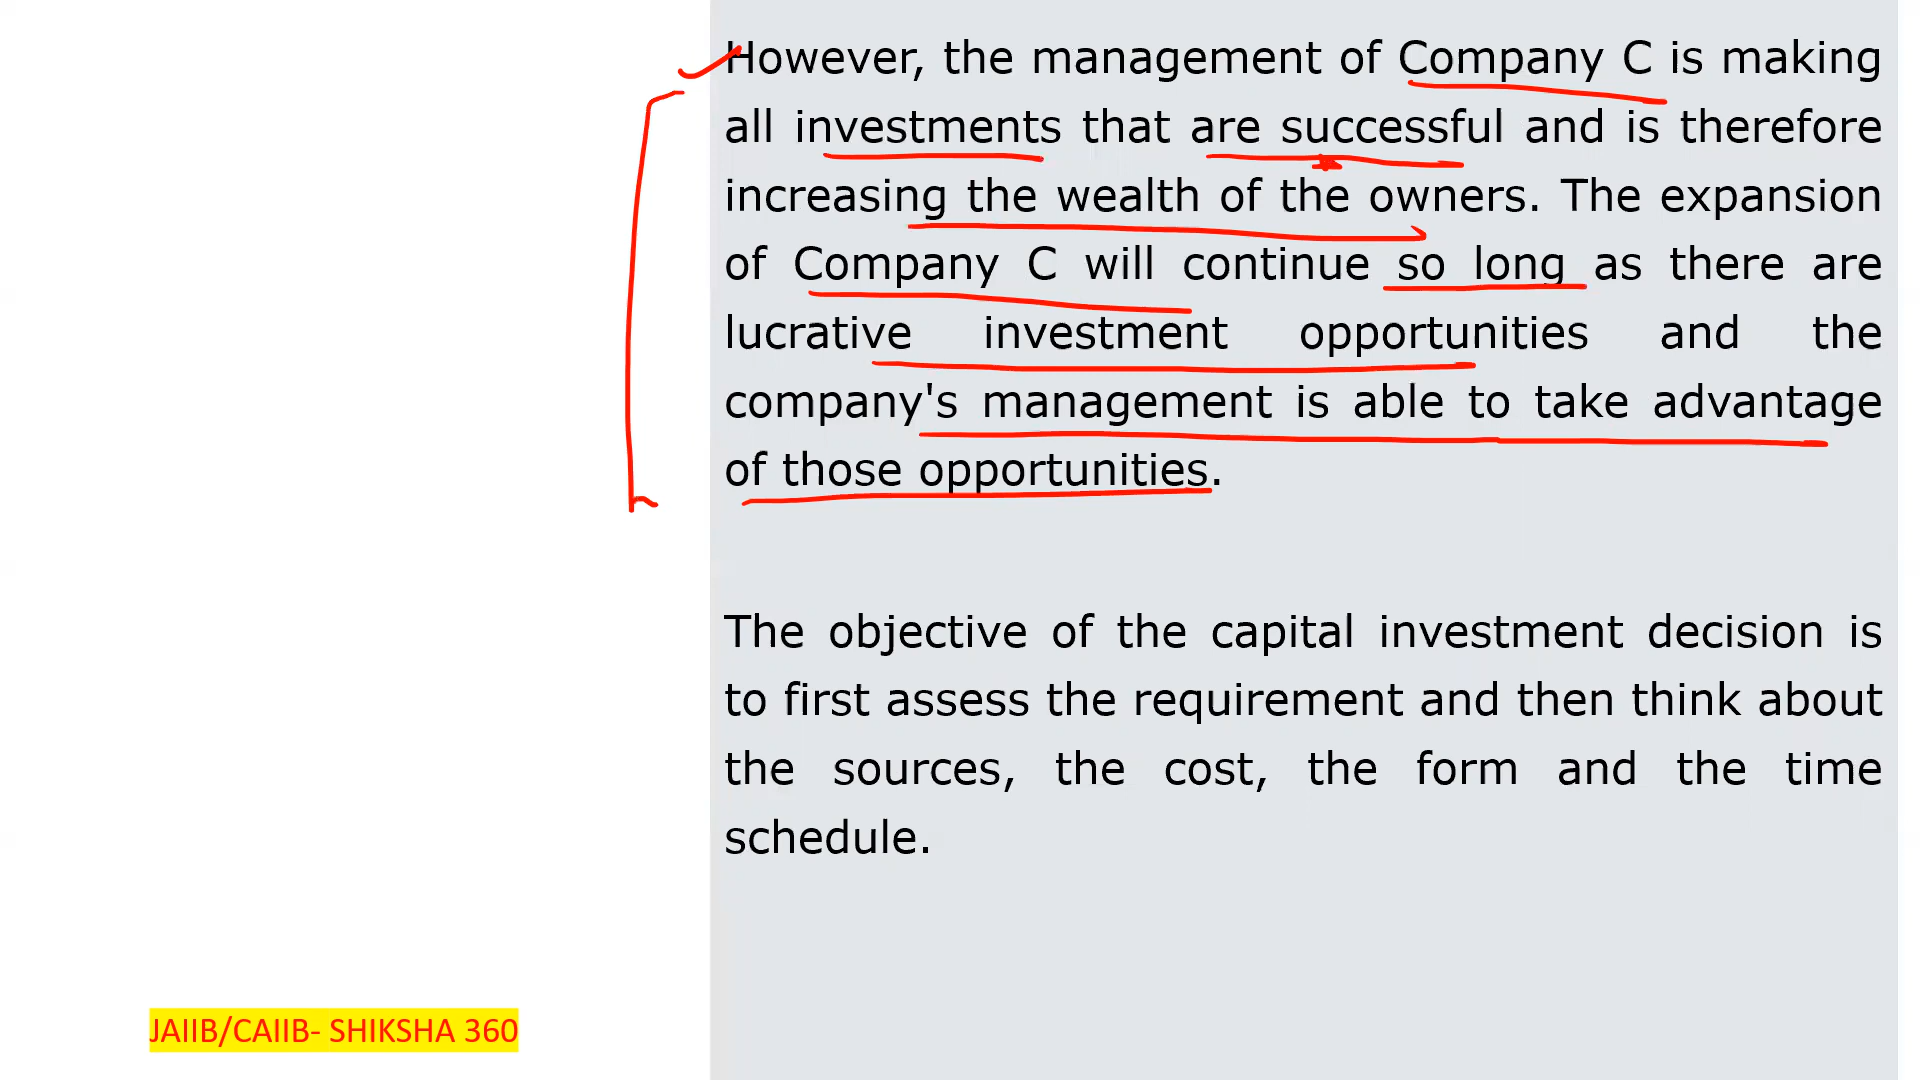 However, the management of Company C is making
all investments that are successful and is therefore
increasing the wealth of the owners. The expansion
of Company C will continue so long as there are
lucrative investment opportunities and the
company's management is able to take advantage
of those opportunities.
The objective of the capital investment decision is
to first assess the requirement and then think about
the sources, the cost, the form and the time
schedule.
JAIIB/CAIIB- SHIKSHA 360